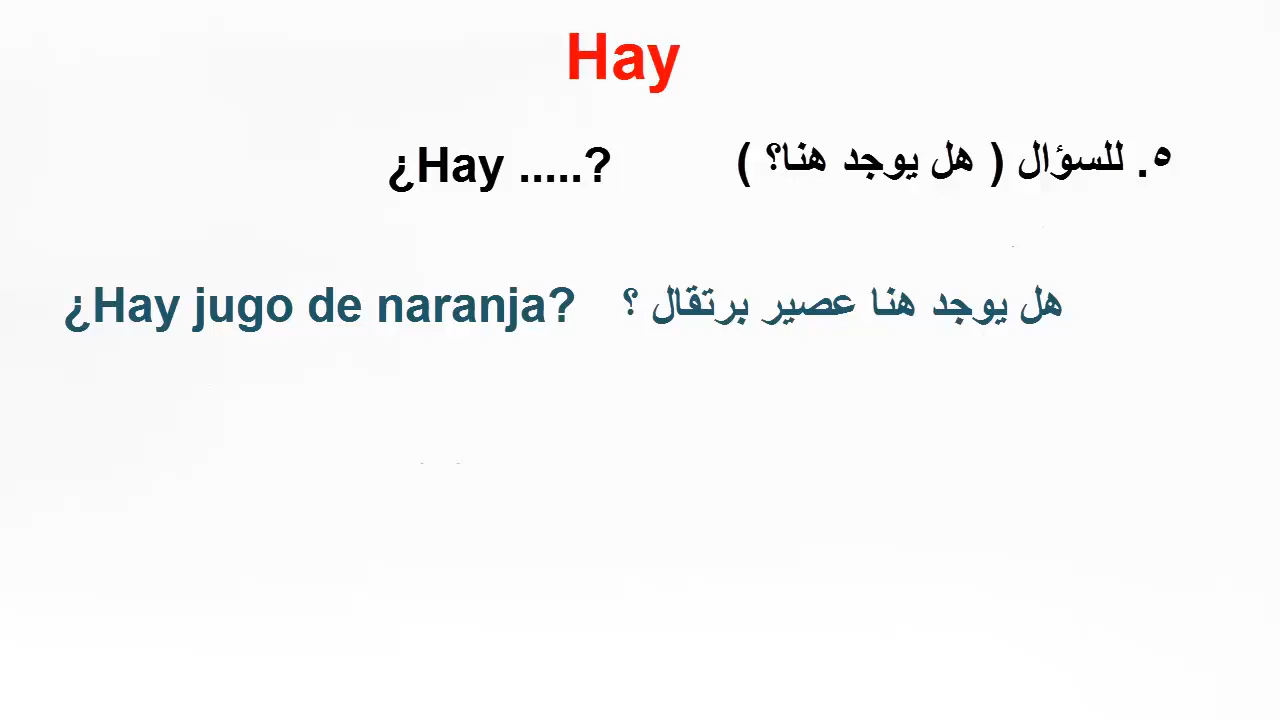 Hay
٥. للسؤال ( هل يوجد هنا؟ ) ¿Hay .....?
هل يوجد هنا عصير برتقال ؟ ¿Hay jugo de naranja?